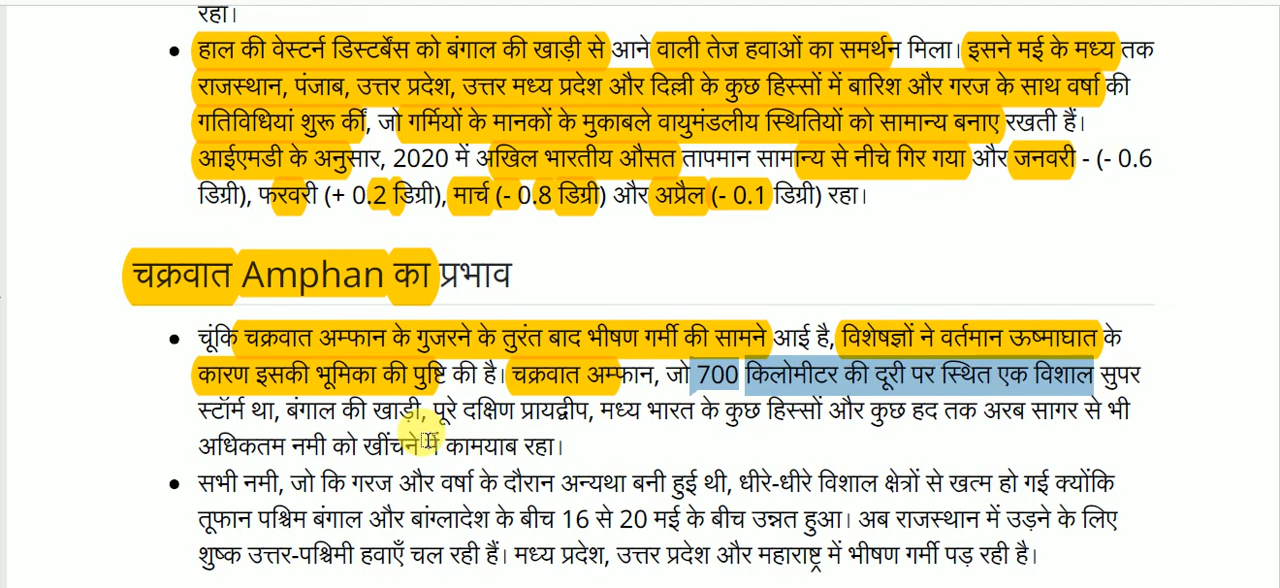 रहा।
हाल की वेस्टर्न डिस्टर्बेंस को बंगाल की खाड़ी से आने वाली तेज हवाओं का समर्थन मिला। इसने मई के मध्य तक
राजस्थान, पंजाब, उत्तर प्रदेश, उत्तर मध्य प्रदेश और दिल्ली के कुछ हिस्सों में बारिश और गरज के साथ वर्षा की
गतिविधियां शुरू कीं, जो गर्मियों के मानकों के मुकाबले वायुमंडलीय स्थितियों को सामान्य बनाए रखती हैं।
आईएमडी के अनुसार, 2020 में अखिल भारतीय औसत तापमान सामान्य से नीचे गिर गया और जनवरी - (- 0.6
डिग्री), फरवरी (+ 0.2 डिग्री), मार्च (- 0.8 डिग्री) और अप्रैल (- 0.1 डिग्री) रहा।
चक्रवात Amphan का प्रभाव
चूंकि चक्रवात अम्फान के गुजरने के तुरंत बाद भीषण गर्मी की सामने आई है, विशेषज्ञों ने वर्तमान ऊष्माघात के
कारण इसकी भूमिका की पुष्टि की है। चक्रवात अम्फान, जो 700 किलोमीटर की दूरी पर स्थित एक विशाल सुपर
स्टॉर्म था, बंगाल की खाड़ी, पूरे दक्षिण प्रायद्वीप, मध्य भारत के कुछ हिस्सों और कुछ हद तक अरब सागर से भी
अधिकतम नमी को खींचने में कामयाब रहा।
सभी नमी, जो कि गरज और वर्षा के दौरान अन्यथा बनी हुई थी, धीरे-धीरे विशाल क्षेत्रों से खत्म हो गई क्योंकि
तूफान पश्चिम बंगाल और बांग्लादेश के बीच 16 से 20 मई के बीच उन्नत हुआ। अब राजस्थान में उड़ने के लिए
शुष्क उत्तर-पश्चिमी हवाएँ चल रही हैं। मध्य प्रदेश, उत्तर प्रदेश और महाराष्ट्र में भीषण गर्मी पड़ रही है।